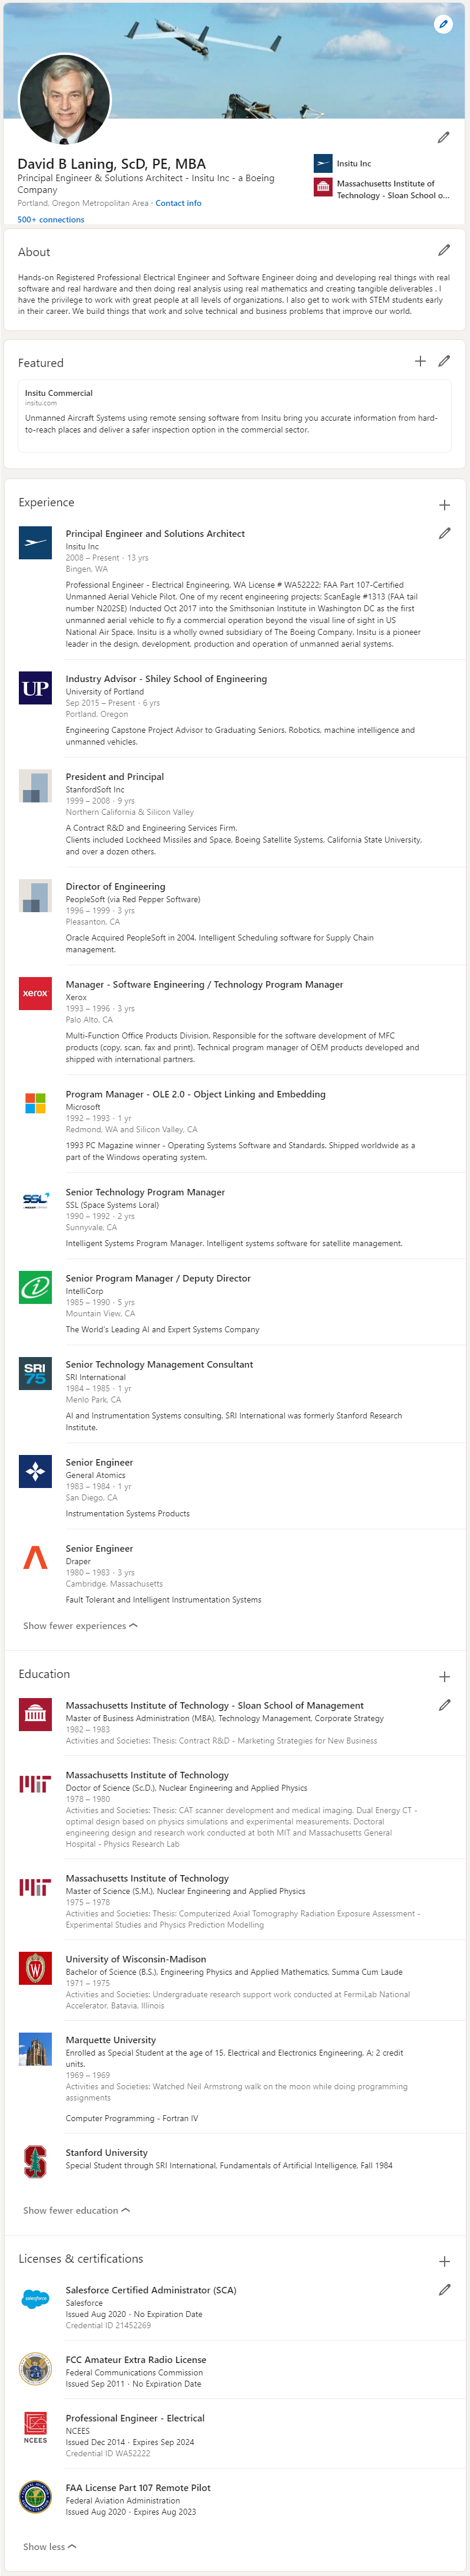 David B Laning, ScD, PE, MBA
Principal Engineer & Solutions Architect - Insitu Inc - a Boeing
Company
Portland, Oregon Metropolitan Area · Contact info
500+ connections
Insitu Inc
Massachusetts Institute of
Technology - Sloan School o...
About
Hands-on Registered Professional Electrical Engineer and Software Engineer doing and developing real things with real
software and real hardware and then doing real analysis using real mathematics and creating tangible deliverables . I
have the privilege to work with great people at all levels of organizations. I also get to work with STEM students early
in their career. We build things that work and solve technical and business problems that improve our world.
Featured
Insitu Commercial
insitu.com
Unmanned Aircraft Systems using remote sensing software from Insitu bring you accurate information from hard-
to-reach places and deliver a safer inspection option in the commercial sector.
Experience
Principal Engineer and Solutions Architect
Insitu Inc
2008 – Present · 13 yrs
Bingen, WA
Professional Engineer - Electrical Engineering, WA License # WA52222: FAA Part 107-Certified
Unmanned Aerial Vehicle Pilot. One of my recent engineering projects: ScanEagle #1313 (FAA tail
number N202SE) Inducted Oct 2017 into the Smithsonian Institute in Washington DC as the first
unmanned aerial vehicle to fly a commercial operation beyond the visual line of sight in US
National Air Space. Insitu is a wholly owned subsidiary of The Boeing Company. Insitu is a pioneer
leader in the design, development, production and operation of unmanned aerial systems.
UP
Industry Advisor - Shiley School of Engineering
University of Portland
Sep 2015 – Present · 6 yrs
Portland, Oregon
Engineering Capstone Project Advisor to Graduating Seniors. Robotics, machine intelligence and
unmanned vehicles.
President and Principal
StanfordSoft Inc
1999 – 2008 · 9 yrs
Northern California & Silicon Valley
A Contract R&D and Engineering Services Firm.
Clients included Lockheed Missiles and Space, Boeing Satellite Systems, California State University,
and over a dozen others.
Director of Engineering
PeopleSoft (via Red Pepper Software)
1996 – 1999 · 3 yrs
Pleasanton, CA
Oracle Acquired PeopleSoft in 2004. Intelligent Scheduling software for Supply Chain
management.
xerox
Manager - Software Engineering / Technology Program Manager
Xerox
1993 – 1996 · 3 yrs
Palo Alto, CA
Multi-Function Office Products Division. Responsible for the software development of MFC
products (copy, scan, fax and print). Technical program manager of OEM products developed and
shipped with international partners.
Program Manager - OLE 2.0 - Object Linking and Embedding
Microsoft
1992 – 1993 · 1 yr
Redmond, WA and Silicon Valley, CA
1993 PC Magazine winner - Operating Systems Software and Standards. Shipped worldwide as a
part of the Windows operating system.
SSL
Senior Technology Program Manager
SSL (Space Systems Loral)
1990 – 1992 · 2 yrs
Sunnyvale, CA
Intelligent Systems Program Manager. Intelligent systems software for satellite management.
Senior Program Manager / Deputy Director
IntelliCorp
1985 – 1990 · 5 yrs
Mountain View, CA
The World's Leading AI and Expert Systems Company
SRI
75
Senior Technology Management Consultant
SRI International
1984 – 1985 · 1 yr
Menlo Park, CA
AI and Instrumentation Systems consulting. SRI International was formerly Stanford Research
Institute.
Senior Engineer
General Atomics
1983 – 1984 · 1 yr
San Diego, CA
Instrumentation Systems Products
Senior Engineer
Draper
1980 – 1983 · 3 yrs
Cambridge, Massachusetts
Fault Tolerant and Intelligent Instrumentation Systems
Show fewer experiences
Education
Massachusetts Institute of Technology - Sloan School of Management
Master of Business Administration (MBA), Technology Management, Corporate Strategy
1982 – 1983
Activities and Societies: Thesis: Contract R&D - Marketing Strategies for New Business
Massachusetts Institute of Technology
Doctor of Science (Sc.D.), Nuclear Engineering and Applied Physics
1978 – 1980
Activities and Societies: Thesis: CAT scanner development and medical imaging. Dual Energy CT -
optimal design based on physics simulations and experimental measurements. Doctoral
engineering design and research work conducted at both MIT and Massachusetts General
Hospital - Physics Research Lab
Massachusetts Institute of Technology
Master of Science (S.M.), Nuclear Engineering and Applied Physics
1975 – 1978
Activities and Societies: Thesis: Computerized Axial Tomography Radiation Exposure Assessment -
Experimental Studies and Physics Prediction Modelling
W
University of Wisconsin-Madison
Bachelor of Science (B.S.), Engineering Physics and Applied Mathematics, Summa Cum Laude
1971 – 1975
Activities and Societies: Undergraduate research support work conducted at FermiLab National
Accelerator, Batavia, Illinois
Marquette University
Enrolled as Special Student at the age of 15. Electrical and Electronics Engineering, A; 2 credit
units.
1969 – 1969
Activities and Societies: Watched Neil Armstrong walk on the moon while doing programming
assignments
Computer Programming - Fortran IV
Stanford University
Special Student through SRI International, Fundamentals of Artificial Intelligence, Fall 1984
Show fewer education
Licenses & certifications
salesforce
Salesforce Certified Administrator (SCA)
Salesforce
Issued Aug 2020 · No Expiration Date
Credential ID 21452269
FCC Amateur Extra Radio License
Federal Communications Commission
Issued Sep 2011 · No Expiration Date
NCEES
Professional Engineer - Electrical
NCEES
Issued Dec 2014 · Expires Sep 2024
Credential ID WA52222
FAA License Part 107 Remote Pilot
Federal Aviation Administration
Issued Aug 2020 · Expires Aug 2023
Show less